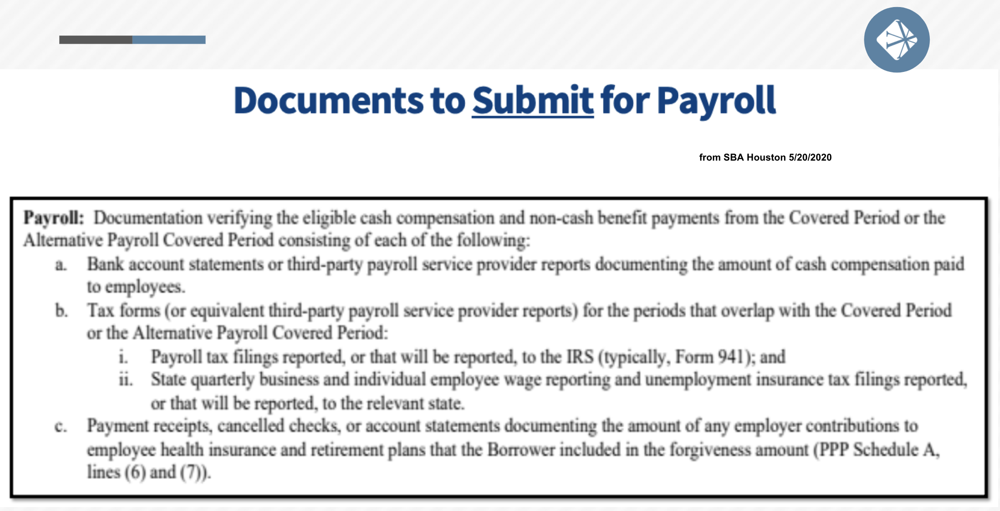 Documents to Submit for Payroll
from SBA Houston 5/20/2020
Payroll: Documentation verifying the eligible cash compensation and non-cash benefit payments from the Covered Period or the
Alternative Payroll Covered Period consisting of each of the following:
a. Bank account statements or third-party payroll service provider reports documenting the amount of cash compensation paid
to employees.
b. Tax forms (or equivalent third-party payroll service provider reports) for the periods that overlap with the Covered Period
or the Alternative Payroll Covered Period:
i. Payroll tax filings reported, or that will be reported, to the IRS (typically, Form 941); and
ii. State quarterly business and individual employee wage reporting and unemployment insurance tax filings reported,
or that will be reported, to the relevant state.
c. Payment receipts, cancelled checks, or account statements documenting the amount of any employer contributions to
employee health insurance and retirement plans that the Borrower included in the forgiveness amount (PPP Schedule A,
lines (6) and (7)).